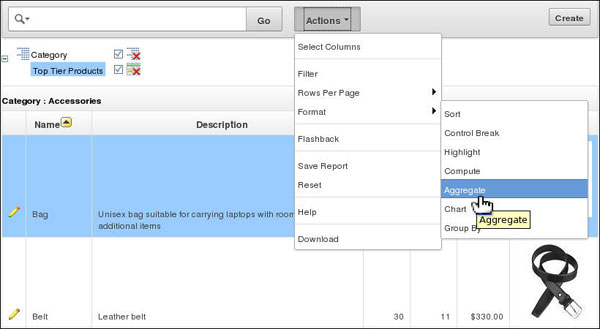 Go
Actions
Create
Category
Top Tier Products
Category : Accessories
Name
Description
Select Columns
Filter
Rows Per Page
Format
Flashback
Save Report
Reset
Help
Download
Sort
Control Break
Highlight
Compute
Aggregate
Chart
Group By
Aggregate
Bag
Unisex bag suitable for carrying laptops with room
additional items
Belt
Leather belt
30
11
$330.00